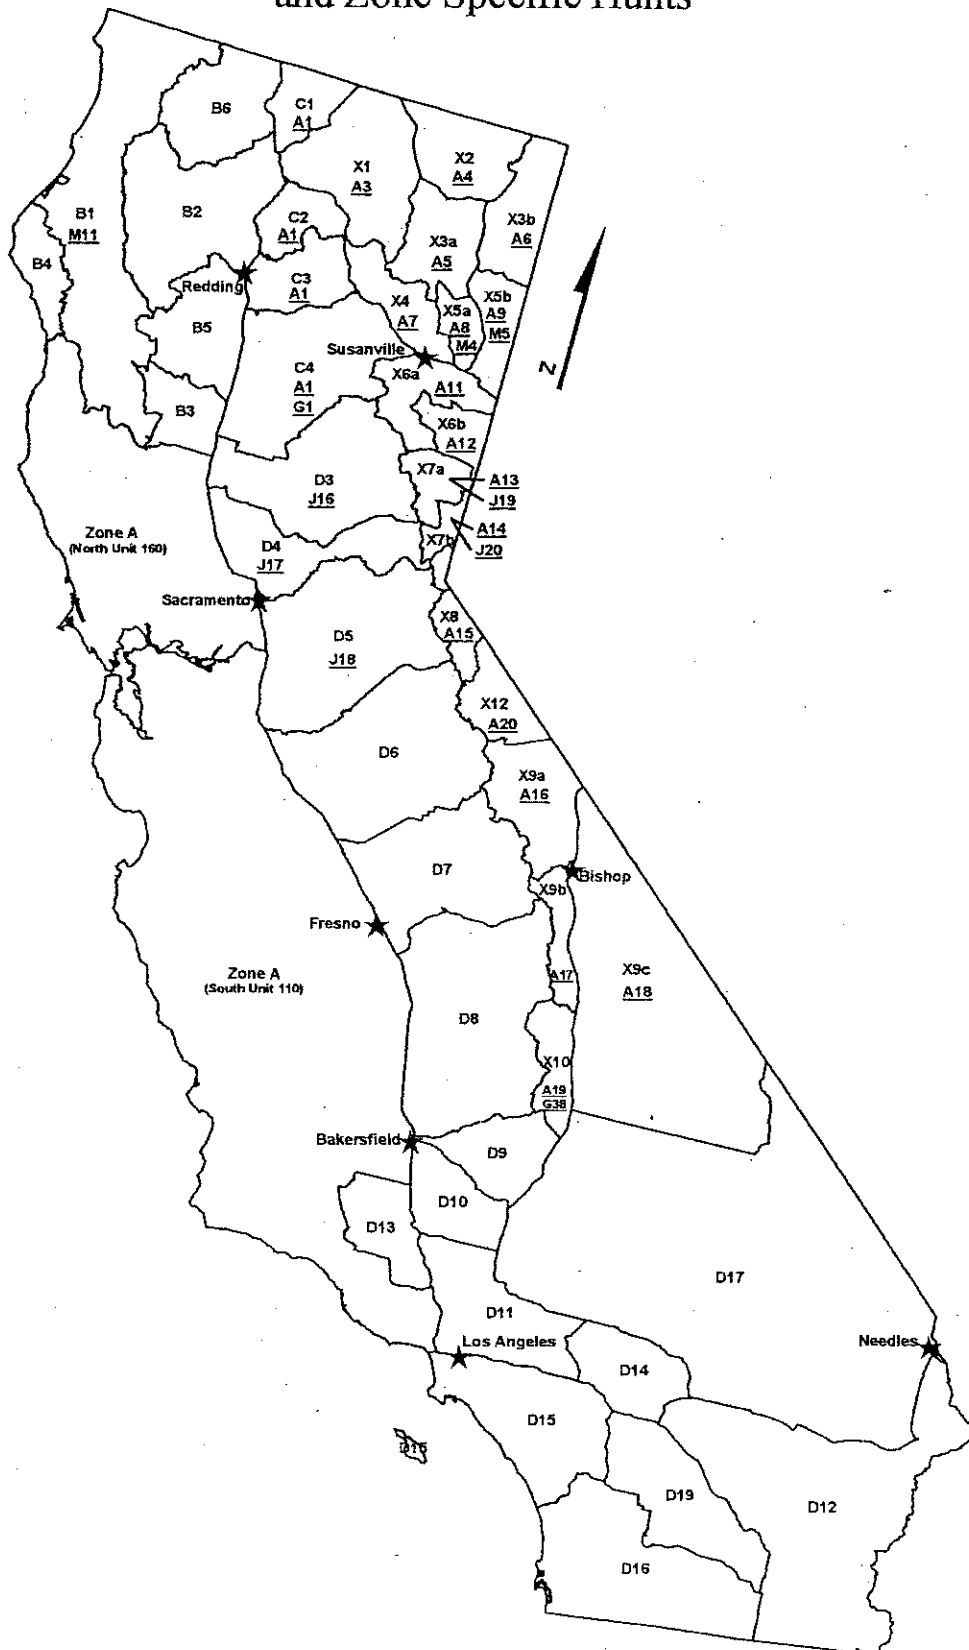 and Zone Specific Hunts
B6
C1
A1
X1
A3
X2
A4
B1
M11
B2
C2
A1
X3a
A5
X3b
A6
B4
Redding
C3
A1
X4
A7
X5a
A8
M4
X5b
A9
M5
B5
Susanville
C4
A1
G1
X6a
A11
N
B3
X6b
A12
D3
J16
X7a
A13
J19
Zone A
(North Unit 160)
D4
J17
X7b
A14
J20
Sacramento
D5
J18
X8
A15
X12
A20
D6
X9a
A16
D7
Bishop
X9b
Fresno
Zone A
(South Unit 110)
A17
X9c
A18
D8
X10
A19
G38
Bakersfield
D9
D10
D13
D17
D11
Los Angeles
Needles
D14
D15
D15
D19
D12
D16